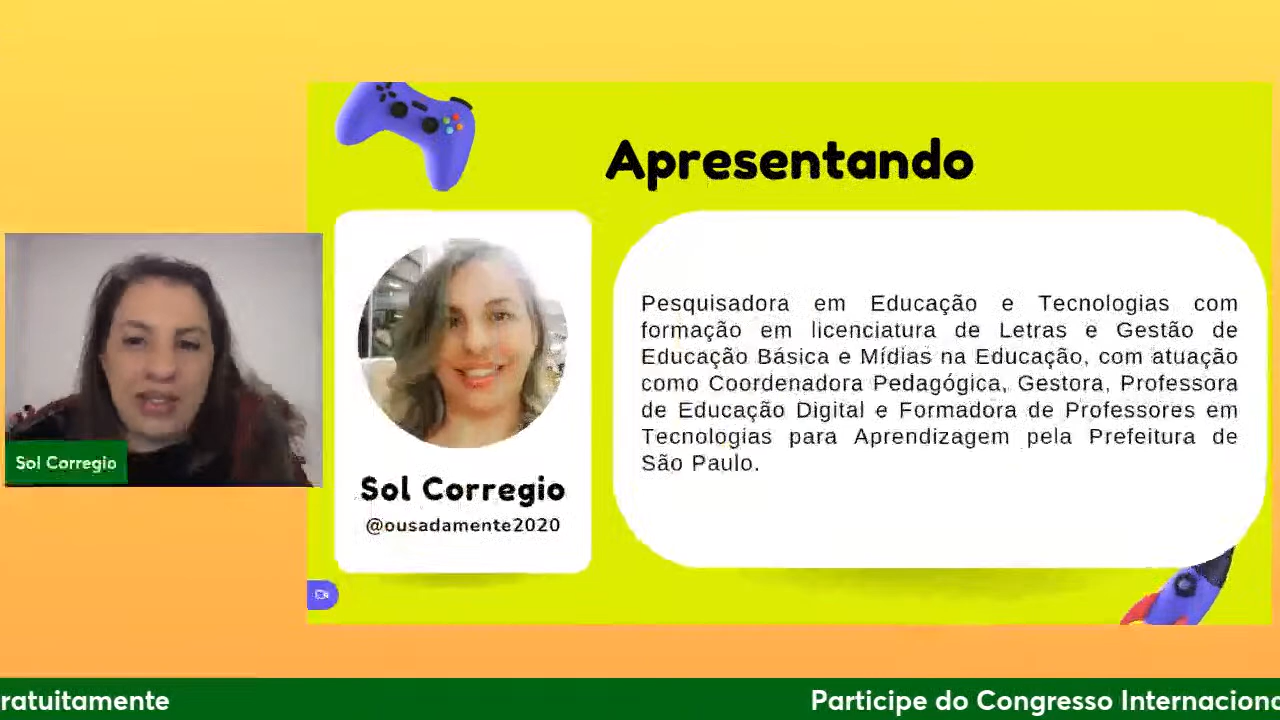 Apresentando
Pesquisadora em Educação e Tecnologias com
formação em licenciatura de Letras e Gestão de
Educação Básica e Mídias na Educação, com atuação
como Coordenadora Pedagógica, Gestora, Professora
de Educação Digital e Formadora de Professores em
Tecnologias para Aprendizagem pela Prefeitura de
São Paulo.
Sol Corregio
@ousadamente2020
Sol Corregio
ratuitamente
Participe do Congresso Internaciona